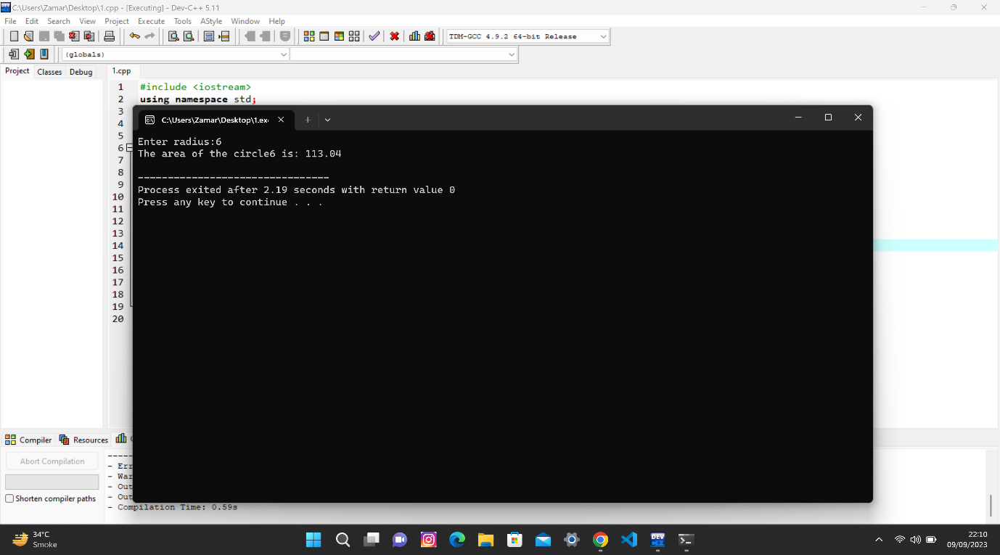 C:\Users\Zamar\Desktop\1.cpp - [Executing] - Dev-C++ 5.11
File Edit Search View Project Execute Tools AStyle Window Help
TDM-GCC 4.9.2 64-bit Release
(globals)
Project Classes Debug 1.cpp
1 #include <iostream>
2 using namespace std;
3
4
5
6
7
8
9
10
11
12
13
14
15
16
17
18
19
20
C:\Users\Zamar\Desktop\1.exe
Enter radius:6
The area of the circle6 is: 113.04
--------------------------------
Process exited after 2.19 seconds with return value 0
Press any key to continue . . .
Compiler Resources
Abort Compilation
Shorten compiler paths
- Err
- War
- Out
- Out
- Compilation Time: 0.59s
34°C
Smoke
DEV
C++
22:10
09/09/2023